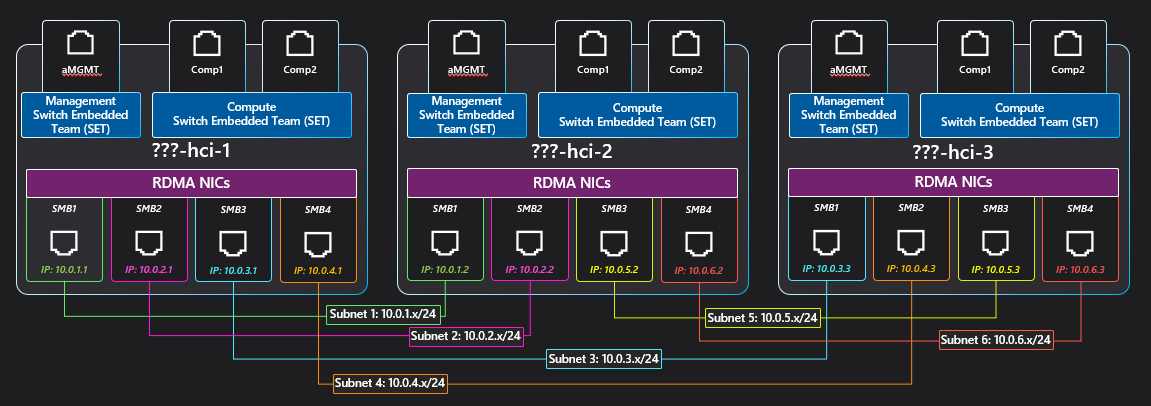 aMGMT
Comp1
Comp2
Management
Switch Embedded
Team (SET)
Compute
Switch Embedded Team (SET)
???-hci-1
RDMA NICs
SMB1
SMB2
SMB3
SMB4
IP: 10.0.1.1
IP: 10.0.2.1
IP: 10.0.3.1
IP: 10.0.4.1
aMGMT
Comp1
Comp2
Management
Switch Embedded
Team (SET)
Compute
Switch Embedded Team (SET)
???-hci-2
RDMA NICs
SMB1
SMB2
SMB3
SMB4
IP: 10.0.1.2
IP: 10.0.2.2
IP: 10.0.5.2
IP: 10.0.6.2
aMGMT
Comp1
Comp2
Management
Switch Embedded
Team (SET)
Compute
Switch Embedded Team (SET)
???-hci-3
RDMA NICs
SMB1
SMB2
SMB3
SMB4
IP: 10.0.3.3
IP: 10.0.4.3
IP: 10.0.5.3
IP: 10.0.6.3
Subnet 1: 10.0.1.x/24
Subnet 5: 10.0.5.x/24
Subnet 2: 10.0.2.x/24
Subnet 6: 10.0.6.x/24
Subnet 3: 10.0.3.x/24
Subnet 4: 10.0.4.x/24